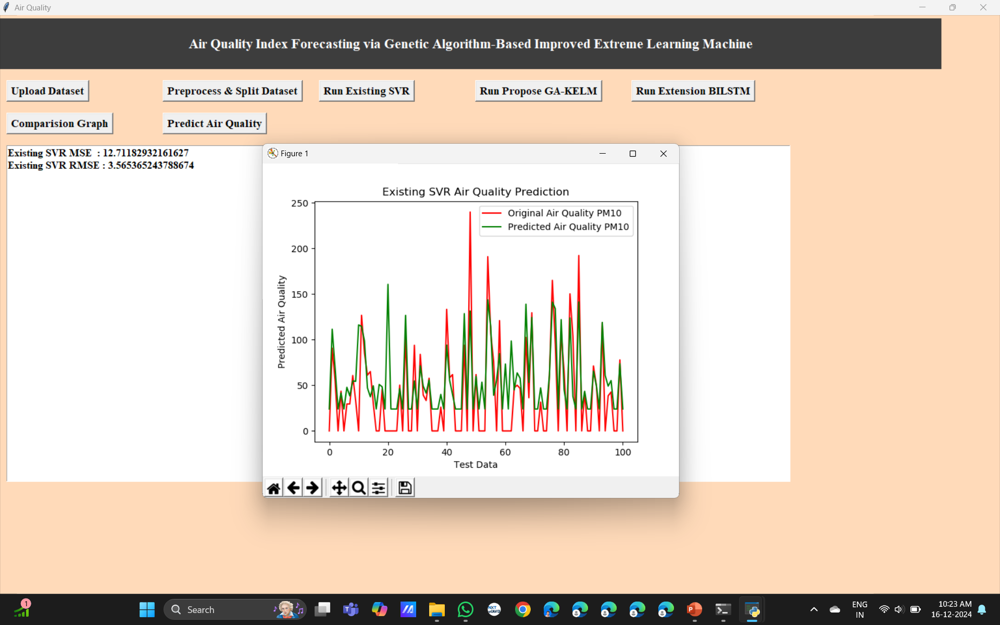 Air Quality
Air Quality Index Forecasting via Genetic Algorithm-Based Improved Extreme Learning Machine
Upload Dataset
Preprocess & Split Dataset
Run Existing SVR
Run Propose GA-KELM
Run Extension BILSTM
Comparision Graph
Predict Air Quality
Existing SVR MSE : 12.71182932161627
Existing SVR RMSE : 3.565365243788674
Figure 1
Existing SVR Air Quality Prediction
Original Air Quality PM10
Predicted Air Quality PM10
Predicted Air Quality
250
200
150
100
50
0
0 20 40 60 80 100
Test Data
1
Search
NXT
WAVE
ENG
IN
10:23 AM
16-12-2024